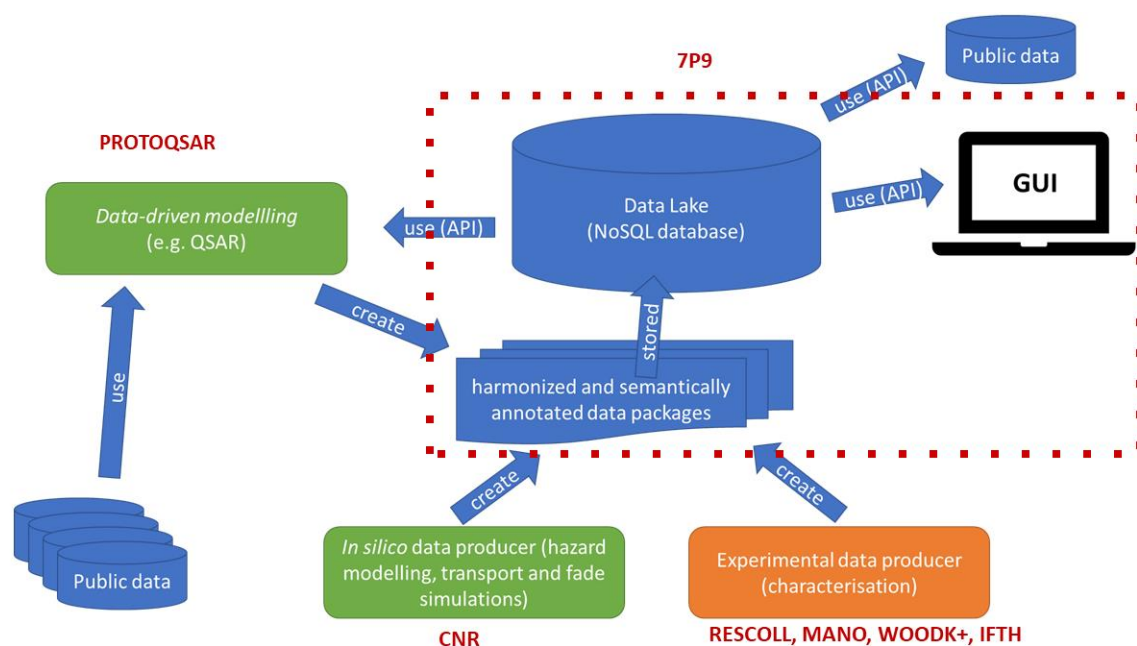 7P9
Public data
use (API)
PROTOQSAR
Data-driven modellling
(e.g. QSAR)
use (API)
Data Lake
(NoSQL database)
use (API)
GUI
create
stored
use
harmonized and semantically
annotated data packages
create
create
Public data
In silico data producer (hazard
modelling, transport and fade
simulations)
Experimental data producer
(characterisation)
CNR
RESCOLL, MANO, WOODK+, IFTH